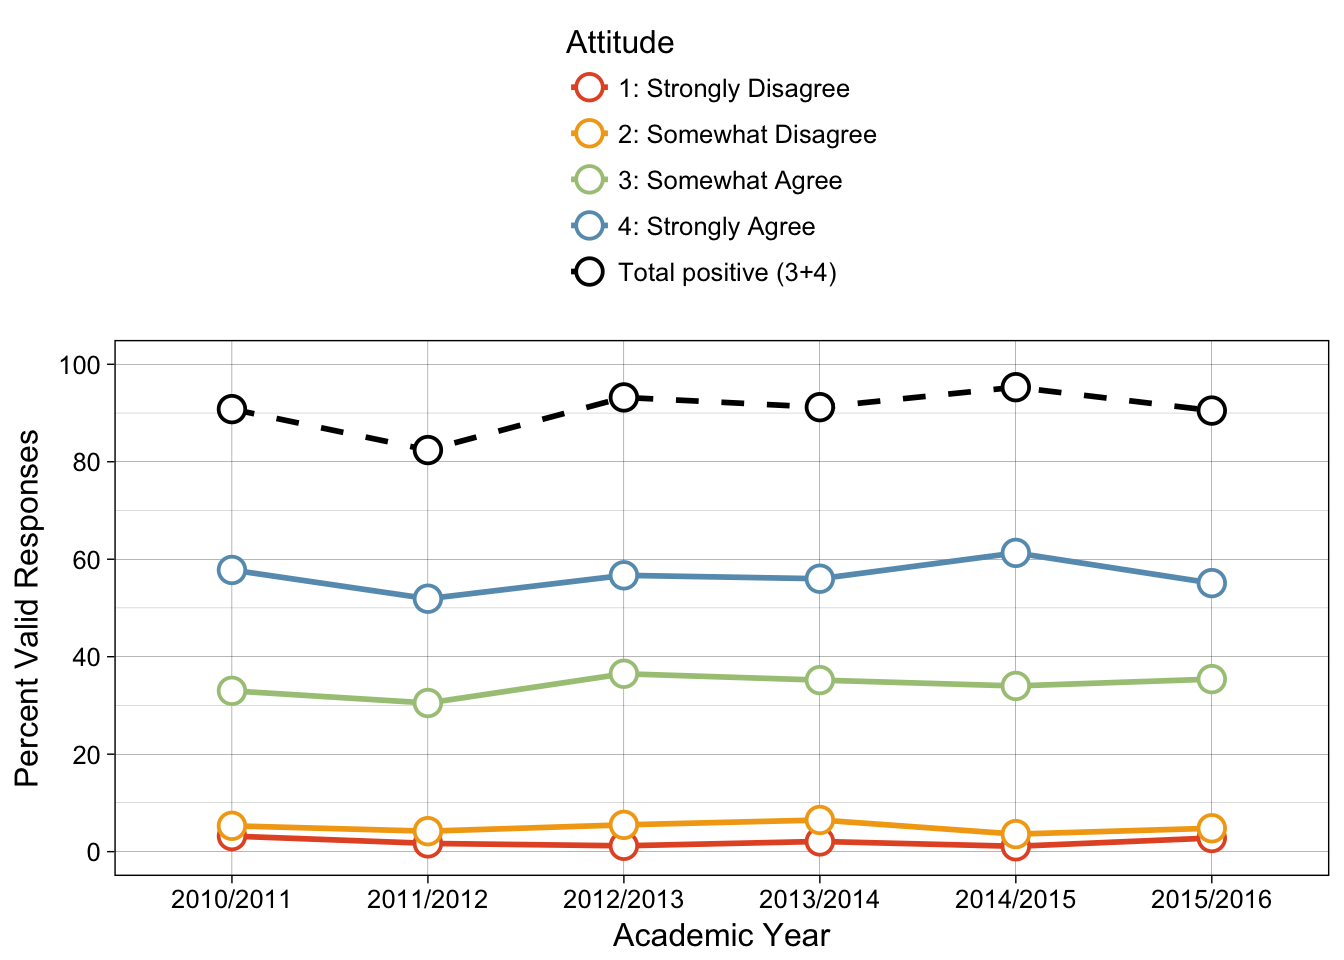 Attitude
1: Strongly Disagree
2: Somewhat Disagree
3: Somewhat Agree
4: Strongly Agree
Total positive (3+4)
Percent Valid Responses
100
80
60
40
20
0
2010/2011 2011/2012 2012/2013 2013/2014 2014/2015 2015/2016
Academic Year